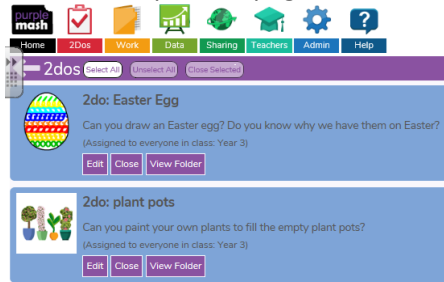 purple
mash
Home 2Dos Work Data Sharing Teachers Admin Help
2dos Select All Unselect All Close Selected
2do: Easter Egg
Can you draw an Easter egg? Do you know why we have them on Easter?
(Assigned to everyone in class: Year 3)
Edit Close View Folder
2do: plant pots
Can you paint your own plants to fill the empty plant pots?
(Assigned to everyone in class: Year 3)
Edit Close View Folder